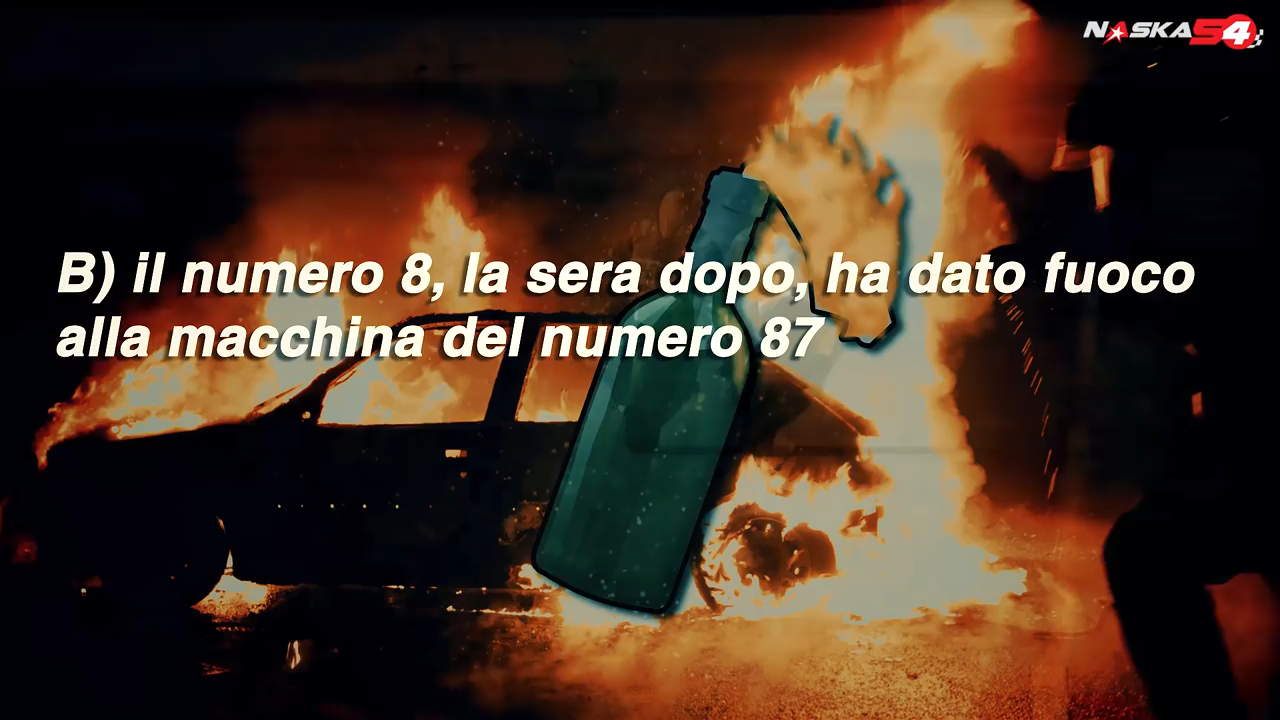 NASKA54
B) il numero 8, la sera dopo, ha dato fuoco
alla macchina del numero 87